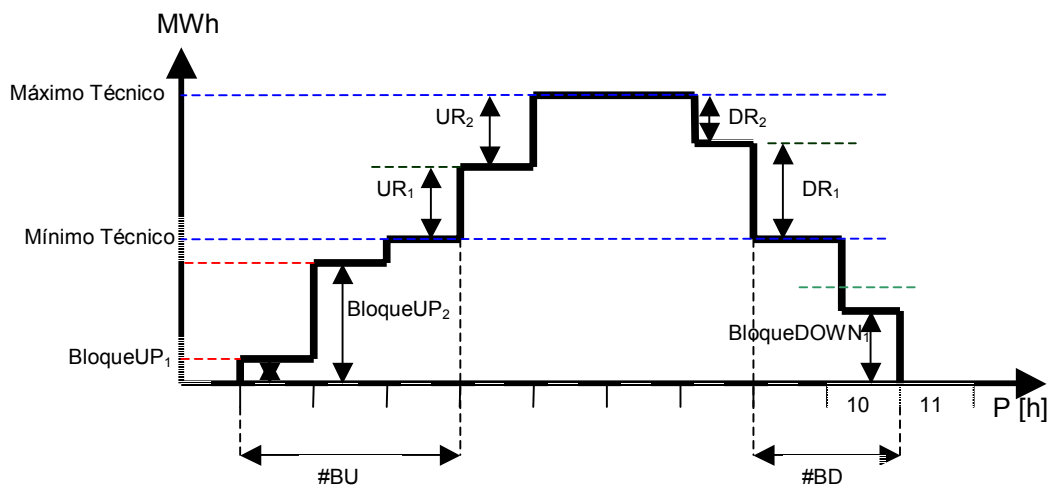 MWh
Máximo Técnico
UR₂
DR₂
UR₁
DR₁
Mínimo Técnico
BloqueUP₂
BloqueDOWN₁
BloqueUP₁
10
11
P [h]
#BU
#BD